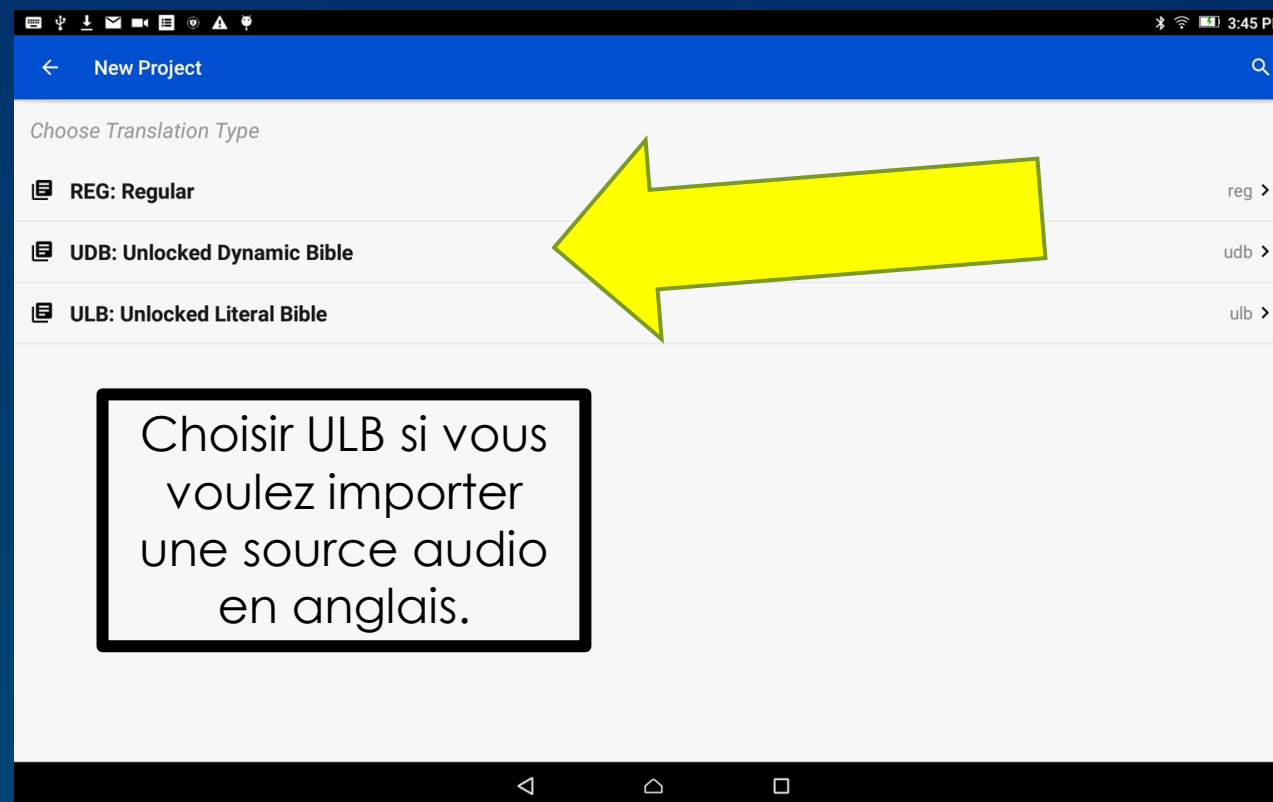 3:45 P
New Project
Choose Translation Type
REG: Regular
reg
UDB: Unlocked Dynamic Bible
udb
ULB: Unlocked Literal Bible
ulb
Choisir ULB si vous
voulez importer
une source audio
en anglais.